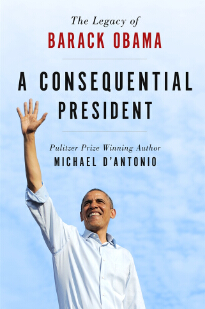 The Legacy of
BARACK OBAMA
A CONSEQUENTIAL
PRESIDENT
Pulitzer Prize Winning Author
MICHAEL D'ANTONIO